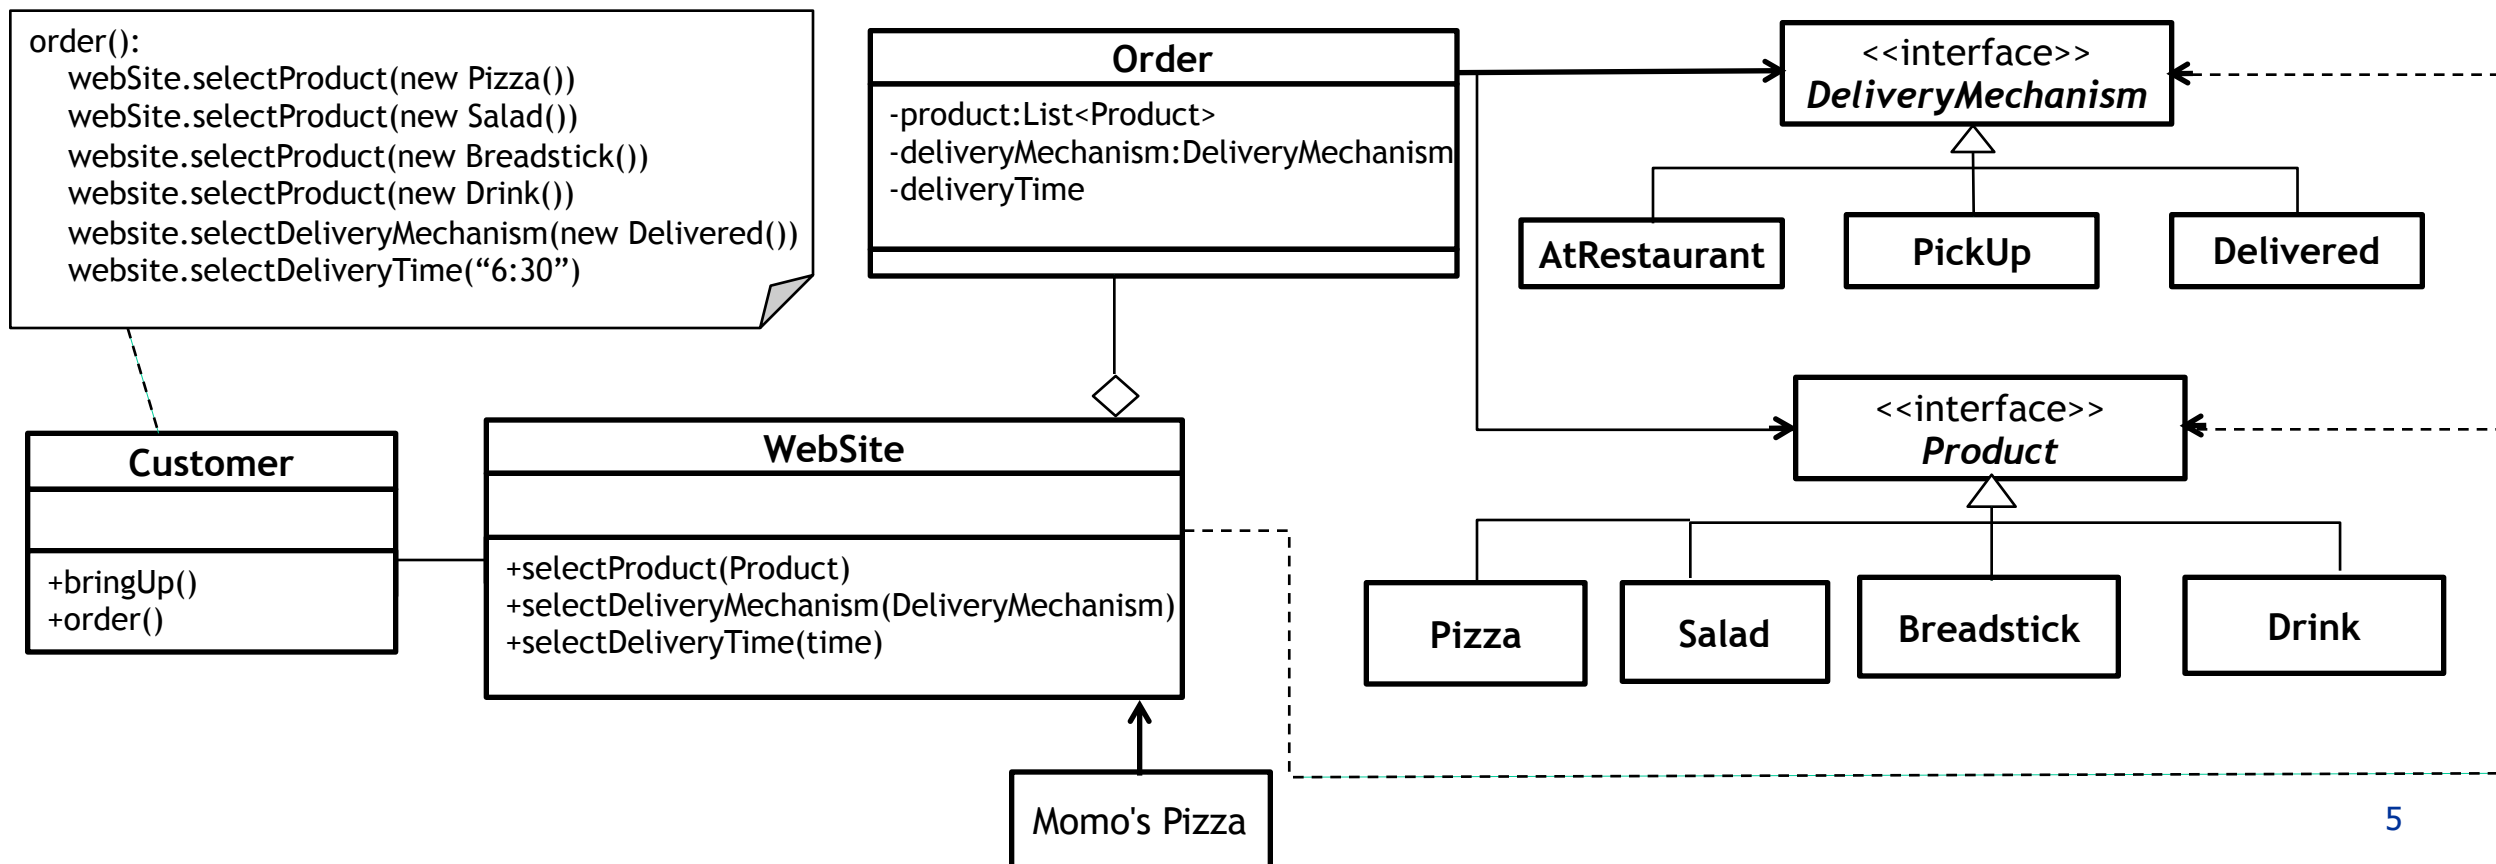 order():
webSite.selectProduct(new Pizza())
webSite.selectProduct(new Salad())
website.selectProduct(new Breadstick())
website.selectProduct(new Drink())
website.selectDeliveryMechanism(new Delivered())
website.selectDeliveryTime(“6:30”)
Order
-product:List<Product>
-deliveryMechanism:DeliveryMechanism
-deliveryTime
<<interface>>
DeliveryMechanism
AtRestaurant
PickUp
Delivered
<<interface>>
Product
Pizza
Salad
Breadstick
Drink
Customer
+bringUp()
+order()
WebSite
+selectProduct(Product)
+selectDeliveryMechanism(DeliveryMechanism)
+selectDeliveryTime(time)
Momo's Pizza
5